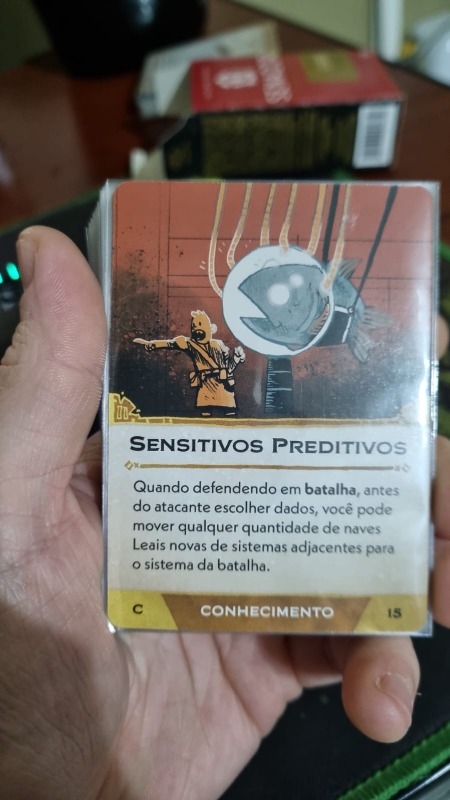 SENSITIVOS PREDITIVOS
Quando defendendo em batalha, antes
do atacante escolher dados, você pode
mover qualquer quantidade de naves
Leais novas de sistemas adjacentes para
o sistema da batalha.
C CONHECIMENTO 15